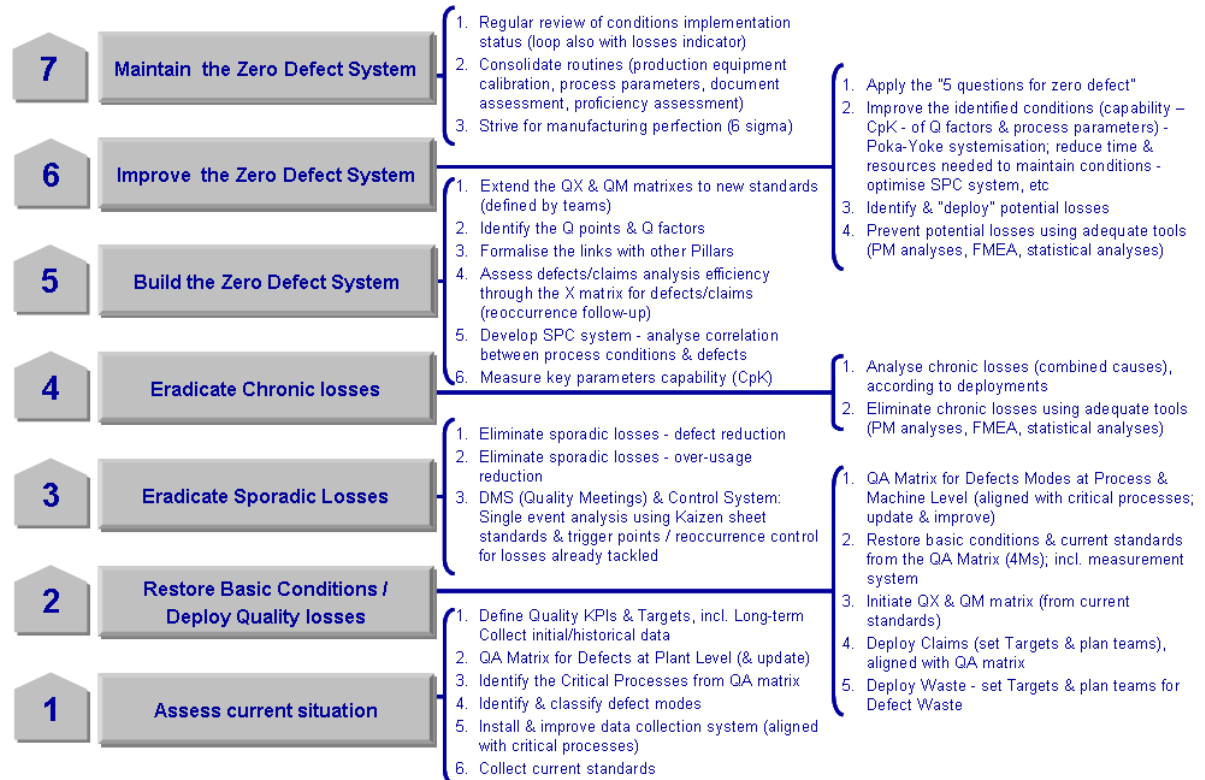 7
Maintain the Zero Defect System
1. Regular review of conditions implementation
status (loop also with losses indicator)
2. Consolidate routines (production equipment
calibration, process parameters, document
assessment, proficiency assessment)
3. Strive for manufacturing perfection (6 sigma)
6
Improve the Zero Defect System
1. Apply the "5 questions for zero defect"
2. Improve the identified conditions (capability –
CpK - of Q factors & process parameters) -
Poka-Yoke systemisation; reduce time &
resources needed to maintain conditions -
optimise SPC system, etc
3. Identify & "deploy" potential losses
4. Prevent potential losses using adequate tools
(PM analyses, FMEA, statistical analyses)
5
Build the Zero Defect System
1. Extend the QX & QM matrixes to new standards
(defined by teams)
2. Identify the Q points & Q factors
3. Formalise the links with other Pillars
4. Assess defects/claims analysis efficiency
through the X matrix for defects/claims
(reoccurrence follow-up)
5. Develop SPC system - analyse correlation
between process conditions & defects
6. Measure key parameters capability (CpK)
4
Eradicate Chronic losses
1. Analyse chronic losses (combined causes),
according to deployments
2. Eliminate chronic losses using adequate tools
(PM analyses, FMEA, statistical analyses)
3
Eradicate Sporadic Losses
1. Eliminate sporadic losses - defect reduction
2. Eliminate sporadic losses - over-usage
reduction
3. DMS (Quality Meetings) & Control System:
Single event analysis using Kaizen sheet
standards & trigger points / reoccurrence control
for losses already tackled
2
Restore Basic Conditions /
Deploy Quality losses
1. QA Matrix for Defects Modes at Process &
Machine Level (aligned with critical processes;
update & improve)
2. Restore basic conditions & current standards
from the QA Matrix (4Ms); incl. measurement
system
3. Initiate QX & QM matrix (from current
standards)
4. Deploy Claims (set Targets & plan teams),
aligned with QA matrix
5. Deploy Waste - set Targets & plan teams for
Defect Waste
1
Assess current situation
1. Define Quality KPIs & Targets, incl. Long-term
Collect initial/historical data
2. QA Matrix for Defects at Plant Level (& update)
3. Identify the Critical Processes from QA matrix
4. Identify & classify defect modes
5. Install & improve data collection system (aligned
with critical processes)
6. Collect current standards